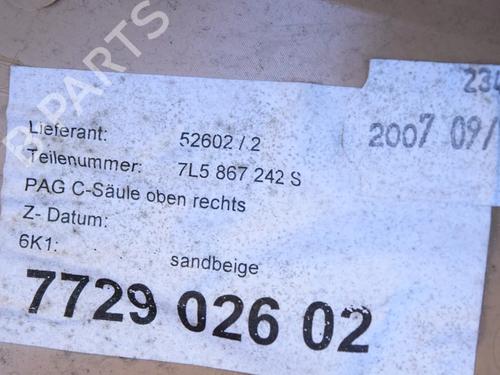 234
2007 09/
Lieferant: 52602 / 2
Teilenummer: 7L5 867 242 S
PAG C-Säule oben rechts
Z- Datum:
6K1: sandbeige
7729 026 02
B-PARTS